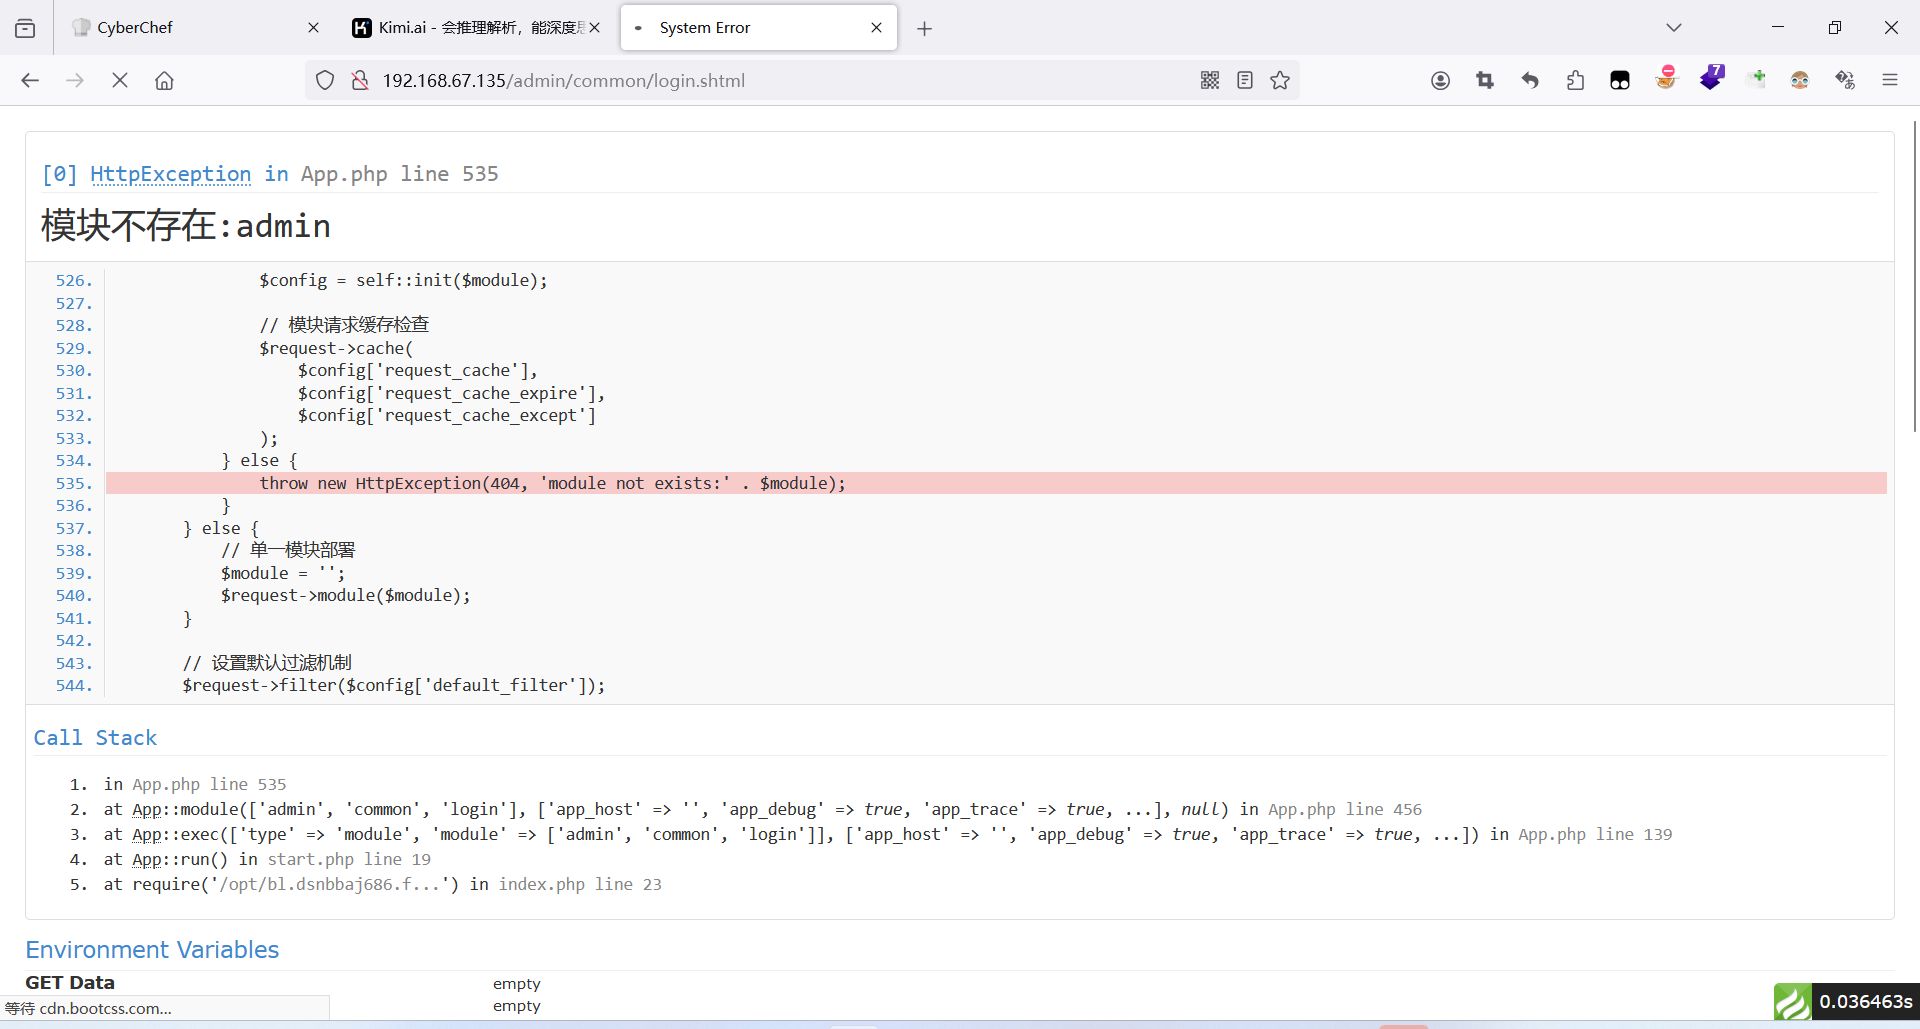 CyberChef
Kimi.ai - 会推理解析，能深度思
System Error
192.168.67.135/admin/common/login.shtml
7
[0] HttpException in App.php line 535
模块不存在:admin
526. $config = self::init($module);
527.
528. // 模块请求缓存检查
529. $request->cache(
530. $config['request_cache'],
531. $config['request_cache_expire'],
532. $config['request_cache_except']
533. );
534. } else {
535. throw new HttpException(404, 'module not exists:' . $module);
536. }
537. } else {
538. // 单一模块部署
539. $module = '';
540. $request->module($module);
541. }
542.
543. // 设置默认过滤机制
544. $request->filter($config['default_filter']);
Call Stack
1. in App.php line 535
2. at App::module(['admin', 'common', 'login'], ['app_host' => '', 'app_debug' => true, 'app_trace' => true, ...], null) in App.php line 456
3. at App::exec(['type' => 'module', 'module' => ['admin', 'common', 'login']], ['app_host' => '', 'app_debug' => true, 'app_trace' => true, ...]) in App.php line 139
4. at App::run() in start.php line 19
5. at require('/opt/bl.dsnbbaj686.f...') in index.php line 23
Environment Variables
GET Data empty
empty
等待 cdn.bootcss.com...
0.036463s